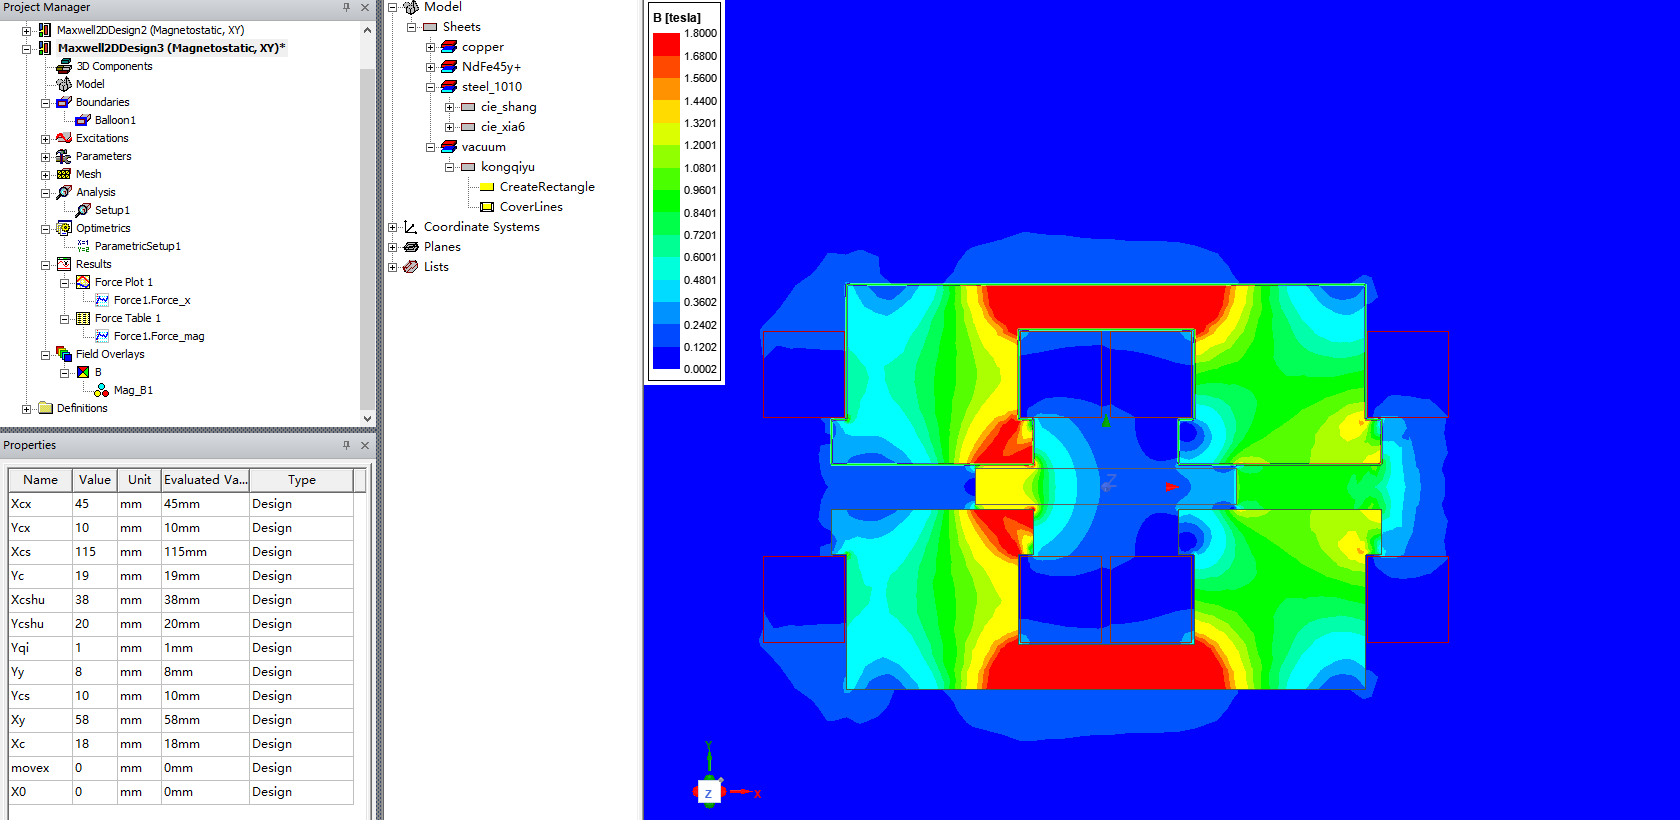 Project Manager
Maxwell2DDesign2 (Magnetostatic, XY)
Maxwell2DDesign3 (Magnetostatic, XY)*
3D Components
Model
Boundaries
Balloon1
Excitations
Parameters
Mesh
Analysis
Setup1
Optimetrics
ParametricSetup1
Results
Force Plot 1
Force1.Force_x
Force Table 1
Force1.Force_mag
Field Overlays
B
Mag_B1
Definitions
Properties
Name Value Unit Evaluated Va... Type
Xcx 45 mm 45mm Design
Ycx 10 mm 10mm Design
Xcs 115 mm 115mm Design
Yc 19 mm 19mm Design
Xcshu 38 mm 38mm Design
Ycshu 20 mm 20mm Design
Yqi 1 mm 1mm Design
Yy 8 mm 8mm Design
Ycs 10 mm 10mm Design
Xy 58 mm 58mm Design
Xc 18 mm 18mm Design
movex 0 mm 0mm Design
X0 0 mm 0mm Design
Model
Sheets
copper
NdFe45y+
steel_1010
cie_shang
cie_xia6
vacuum
kongqiyu
CreateRectangle
CoverLines
Coordinate Systems
Planes
Lists
B [tesla]
1.8000
1.6800
1.5600
1.4400
1.3201
1.2001
1.0801
0.9601
0.8401
0.7201
0.6001
0.4801
0.3602
0.2402
0.1202
0.0002
Z
Y
Z
X